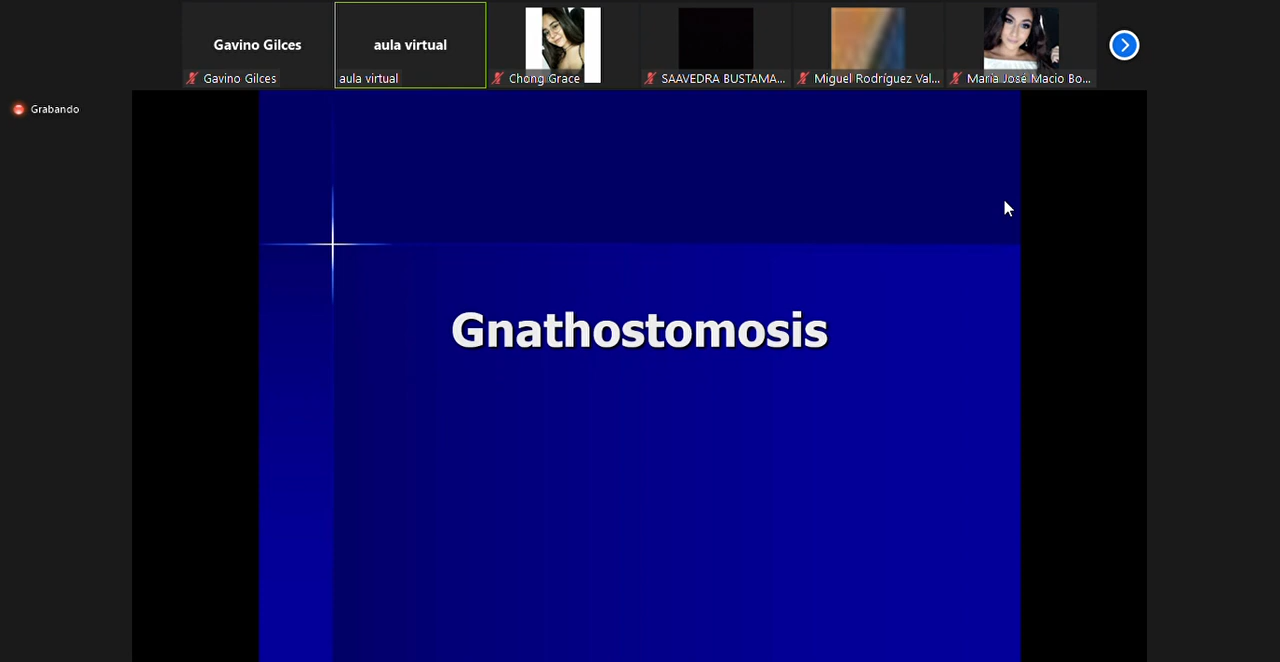 Gavino Gilces
aula virtual
Gavino Gilces
aula virtual
Chong Grace
SAAVEDRA BUSTAMA...
Miguel Rodríguez Val...
María José Macio Bo...
Grabando
Gnathostomosis